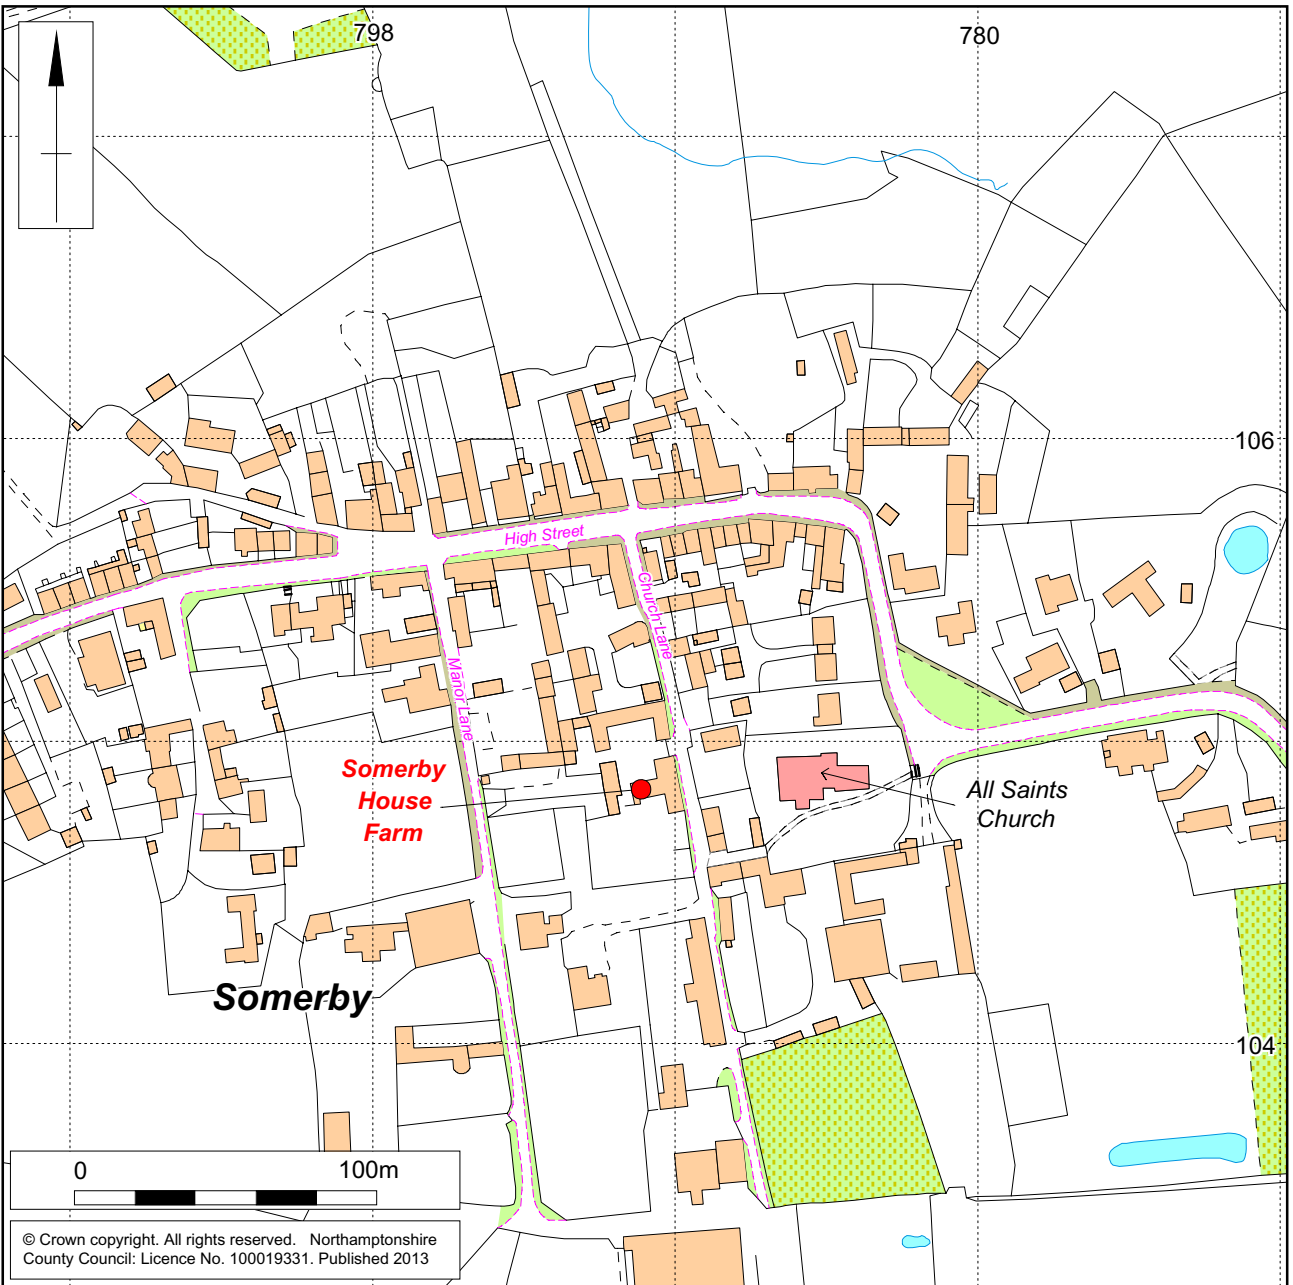 798
780
106
High Street
Church Lane
Manor Lane
Somerby
House
Farm
All Saints
Church
Somerby
104
0 100m
© Crown copyright. All rights reserved. Northamptonshire
County Council: Licence No. 100019331. Published 2013